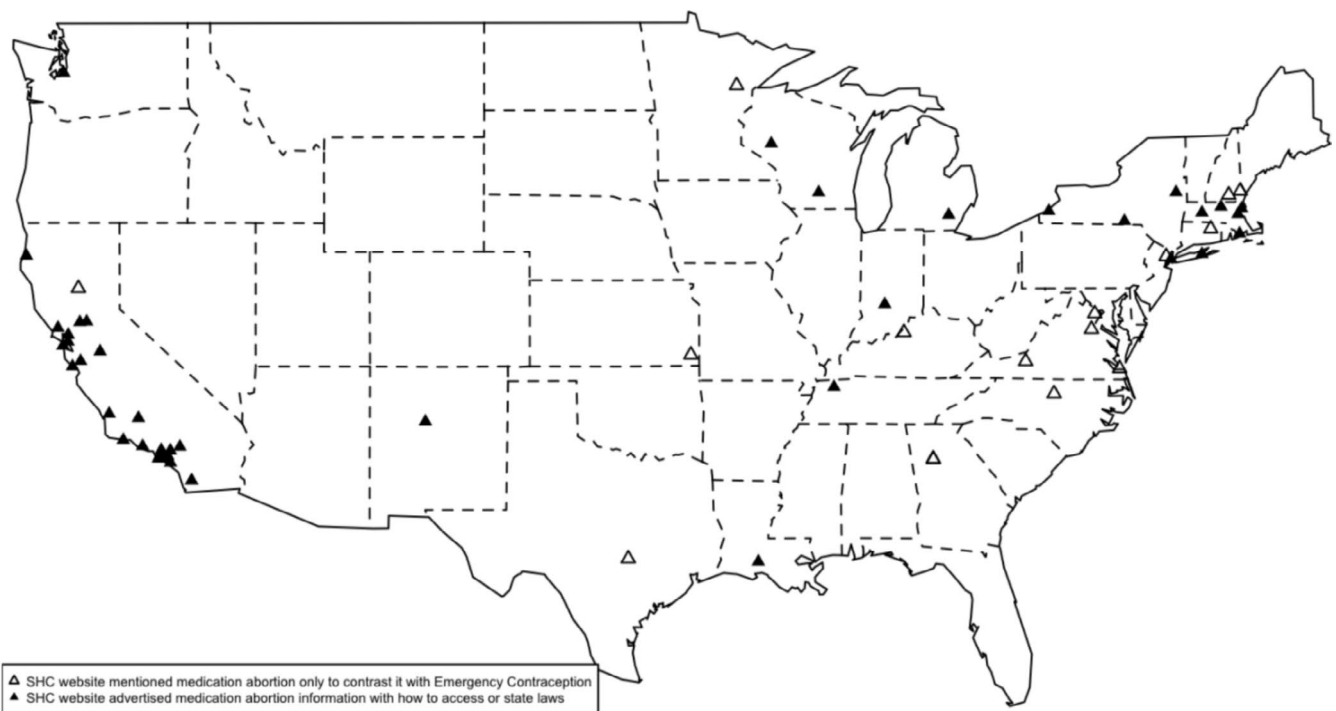 SHC website mentioned medication abortion only to contrast it with Emergency Contraception
SHC website advertised medication abortion information with how to access or state laws